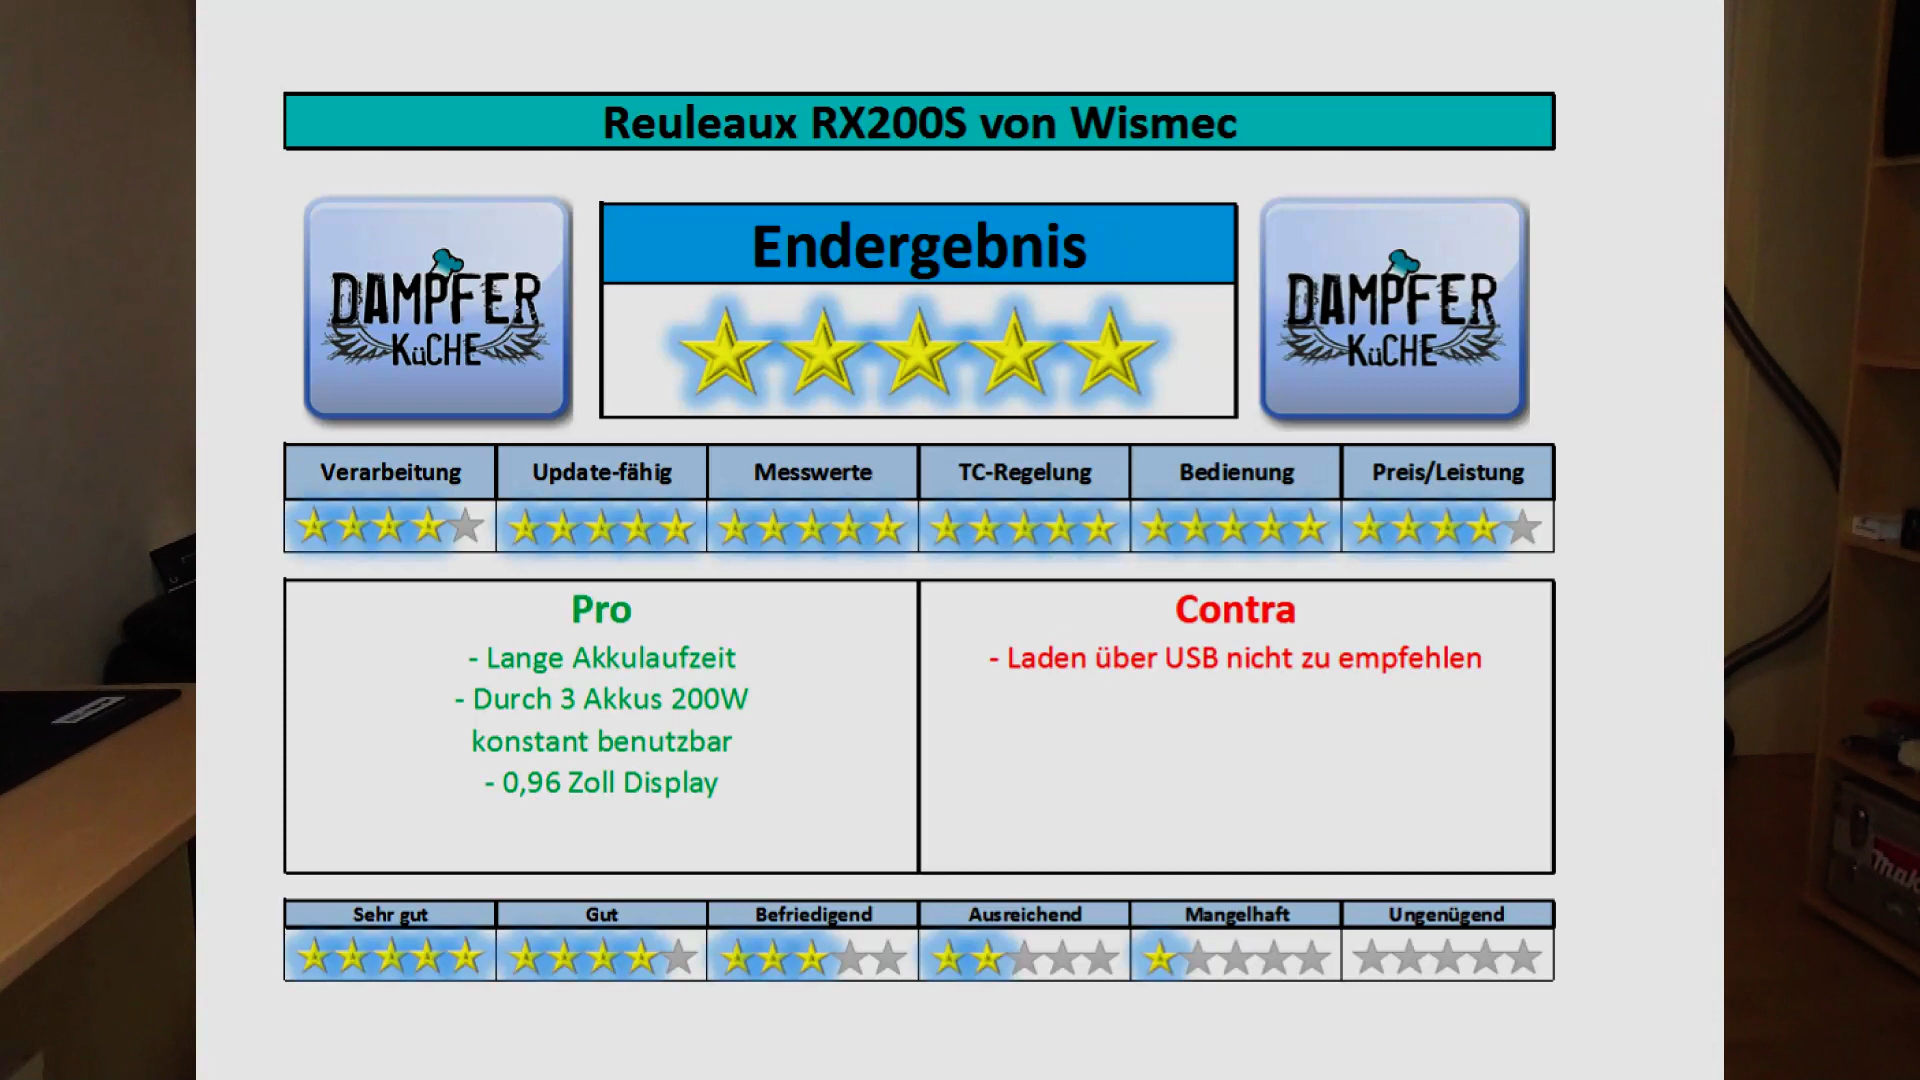 Reuleaux RX200S von Wismec
DAMPFER
KüCHE
Endergebnis
DAMPFER
KüCHE
Verarbeitung
Update-fähig
Messwerte
TC-Regelung
Bedienung
Preis/Leistung
Pro
- Lange Akkulaufzeit
- Durch 3 Akkus 200W
konstant benutzbar
- 0,96 Zoll Display
Contra
- Laden über USB nicht zu empfehlen
Sehr gut
Gut
Befriedigend
Ausreichend
Mangelhaft
Ungenügend